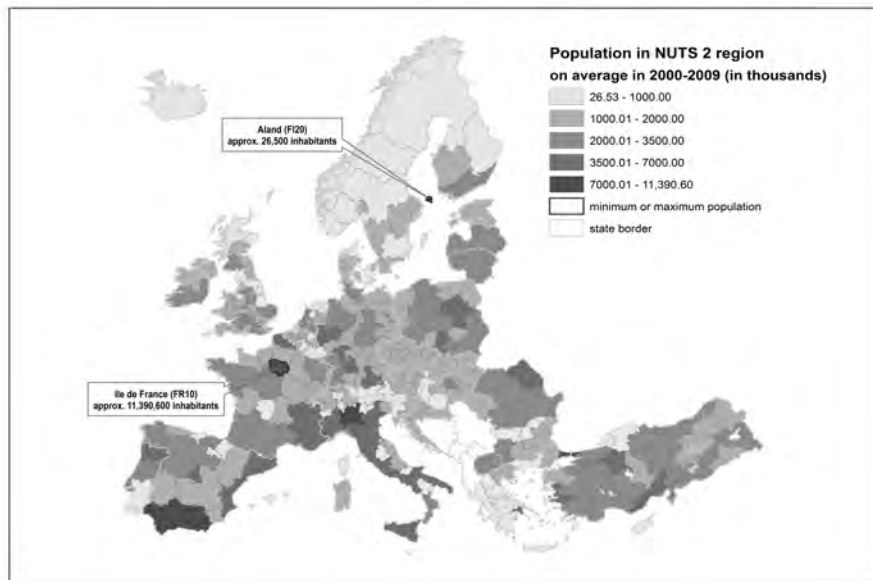 Population in NUTS 2 region
on average in 2000-2009 (in thousands)
26.53 - 1000.00
1000.01 - 2000.00
2000.01 - 3500.00
3500.01 - 7000.00
7000.01 - 11,390.60
minimum or maximum population
state border
Aland (FI20)
approx. 26,500 inhabitants
Ile de France (FR10)
approx. 11,390,600 inhabitants